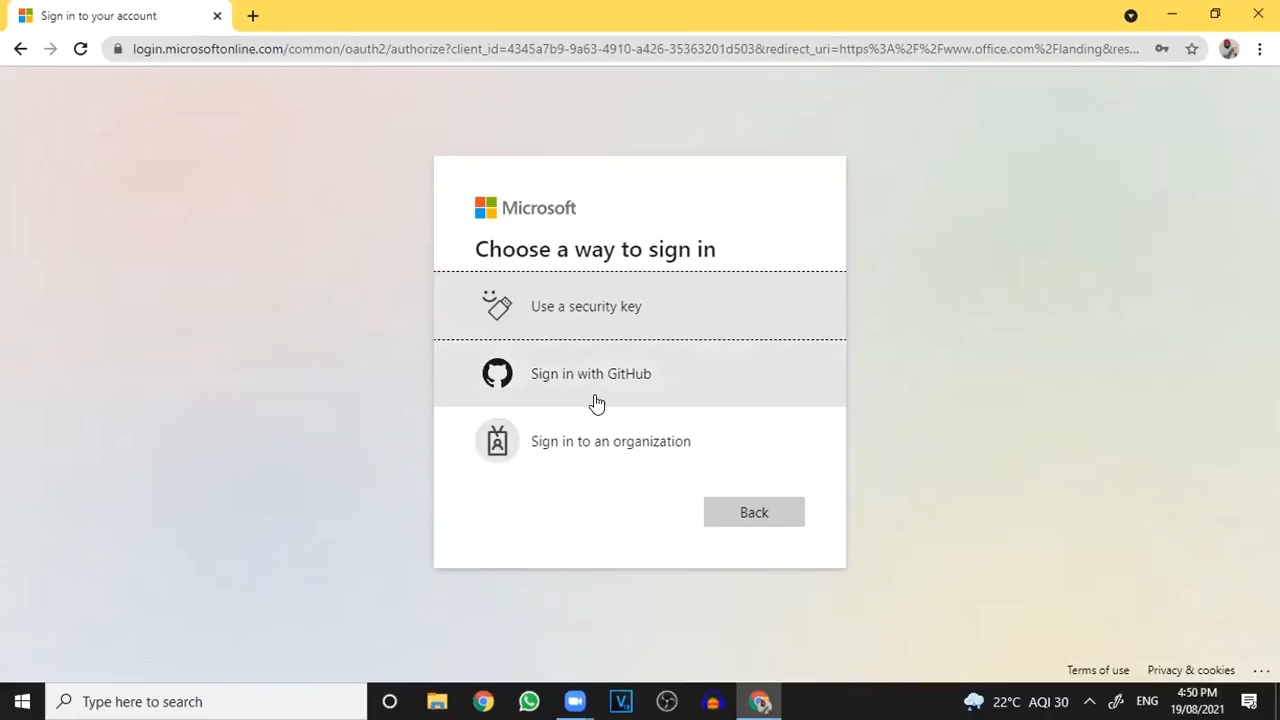 Sign in to your account
login.microsoftonline.com/common/oauth2/authorize?client_id=4345a7b9-9a63-4910-a426-35363201d503&redirect_uri=https%3A%2F%2Fwww.office.com%2Flanding&res...
Microsoft
Choose a way to sign in
Use a security key
Sign in with GitHub
Sign in to an organization
Back
Terms of use Privacy & cookies ...
Type here to search
22°C AQI 30 ENG
4:50 PM
19/08/2021